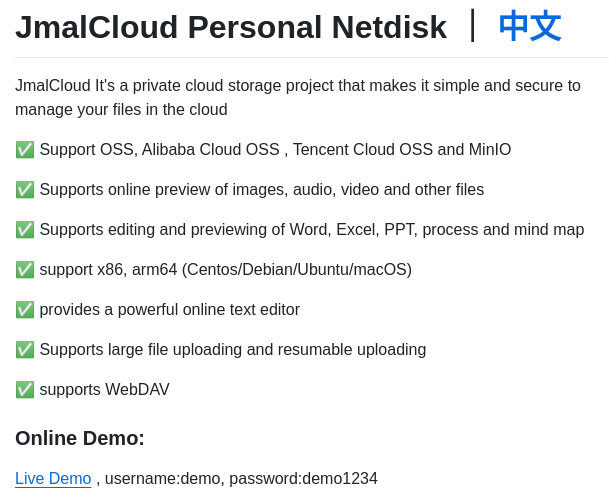 JmalCloud Personal Netdisk ｜ 中文
JmalCloud It's a private cloud storage project that makes it simple and secure to
manage your files in the cloud
✅ Support OSS, Alibaba Cloud OSS , Tencent Cloud OSS and MinIO
✅ Supports online preview of images, audio, video and other files
✅ Supports editing and previewing of Word, Excel, PPT, process and mind map
✅ support x86, arm64 (Centos/Debian/Ubuntu/macOS)
✅ provides a powerful online text editor
✅ Supports large file uploading and resumable uploading
✅ supports WebDAV
Online Demo:
Live Demo , username:demo, password:demo1234